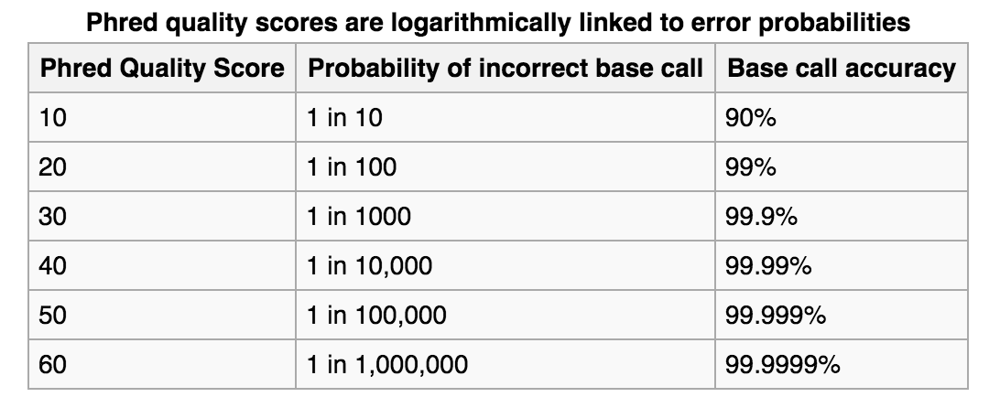 Phred quality scores are logarithmically linked to error probabilities
Phred Quality Score Probability of incorrect base call Base call accuracy
10 1 in 10 90%
20 1 in 100 99%
30 1 in 1000 99.9%
40 1 in 10,000 99.99%
50 1 in 100,000 99.999%
60 1 in 1,000,000 99.9999%